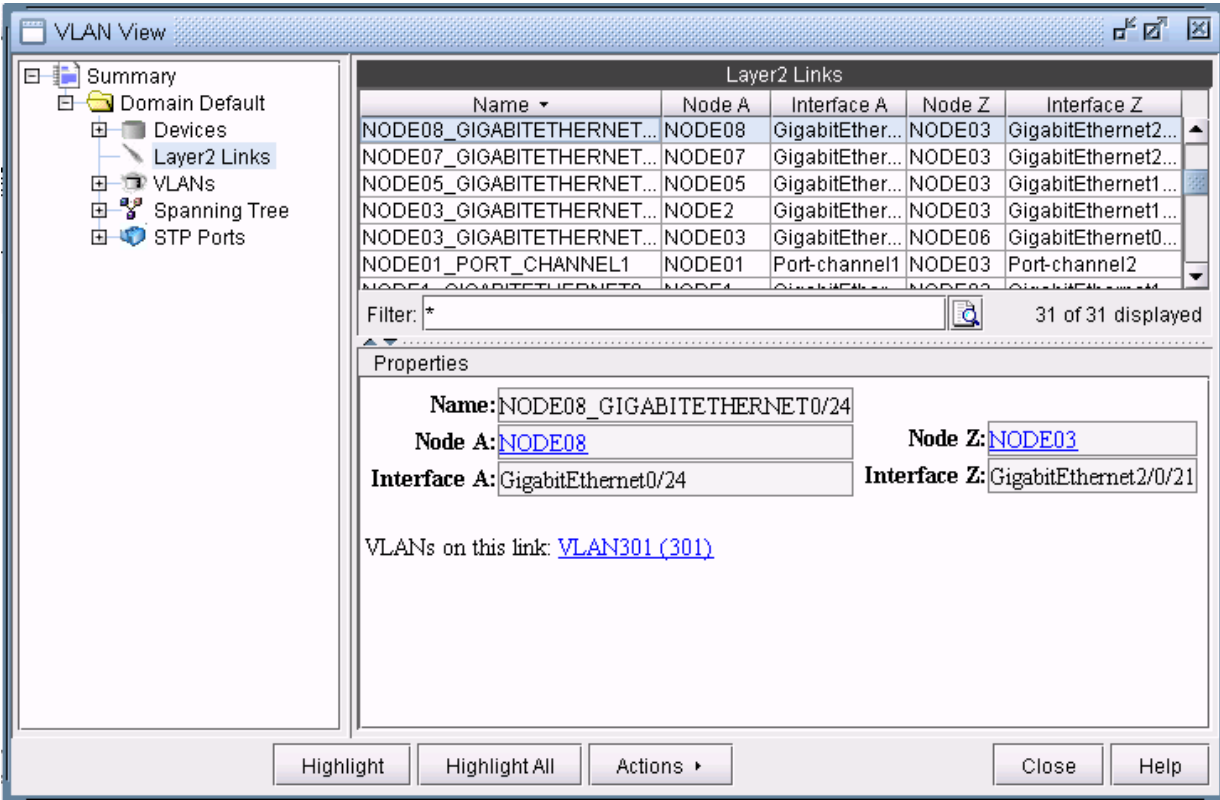 VLAN View
Summary
Domain Default
Devices
Layer2 Links
VLANs
Spanning Tree
STP Ports
Layer2 Links
Name Node A Interface A Node Z Interface Z
NODE08_GIGABITETHERNET... NODE08 GigabitEther... NODE03 GigabitEthernet2...
NODE07_GIGABITETHERNET... NODE07 GigabitEther... NODE03 GigabitEthernet2...
NODE05_GIGABITETHERNET... NODE05 GigabitEther... NODE03 GigabitEthernet1...
NODE03_GIGABITETHERNET... NODE2 GigabitEther... NODE03 GigabitEthernet1...
NODE03_GIGABITETHERNET... NODE03 GigabitEther... NODE06 GigabitEthernet0...
NODE01_PORT_CHANNEL1 NODE01 Port-channel1 NODE03 Port-channel2
Filter: * 31 of 31 displayed
Properties
Name: NODE08_GIGABITETHERNET0/24
Node A: NODE08 Node Z: NODE03
Interface A: GigabitEthernet0/24 Interface Z: GigabitEthernet2/0/21
VLANs on this link: VLAN301 (301)
Highlight Highlight All Actions Close Help